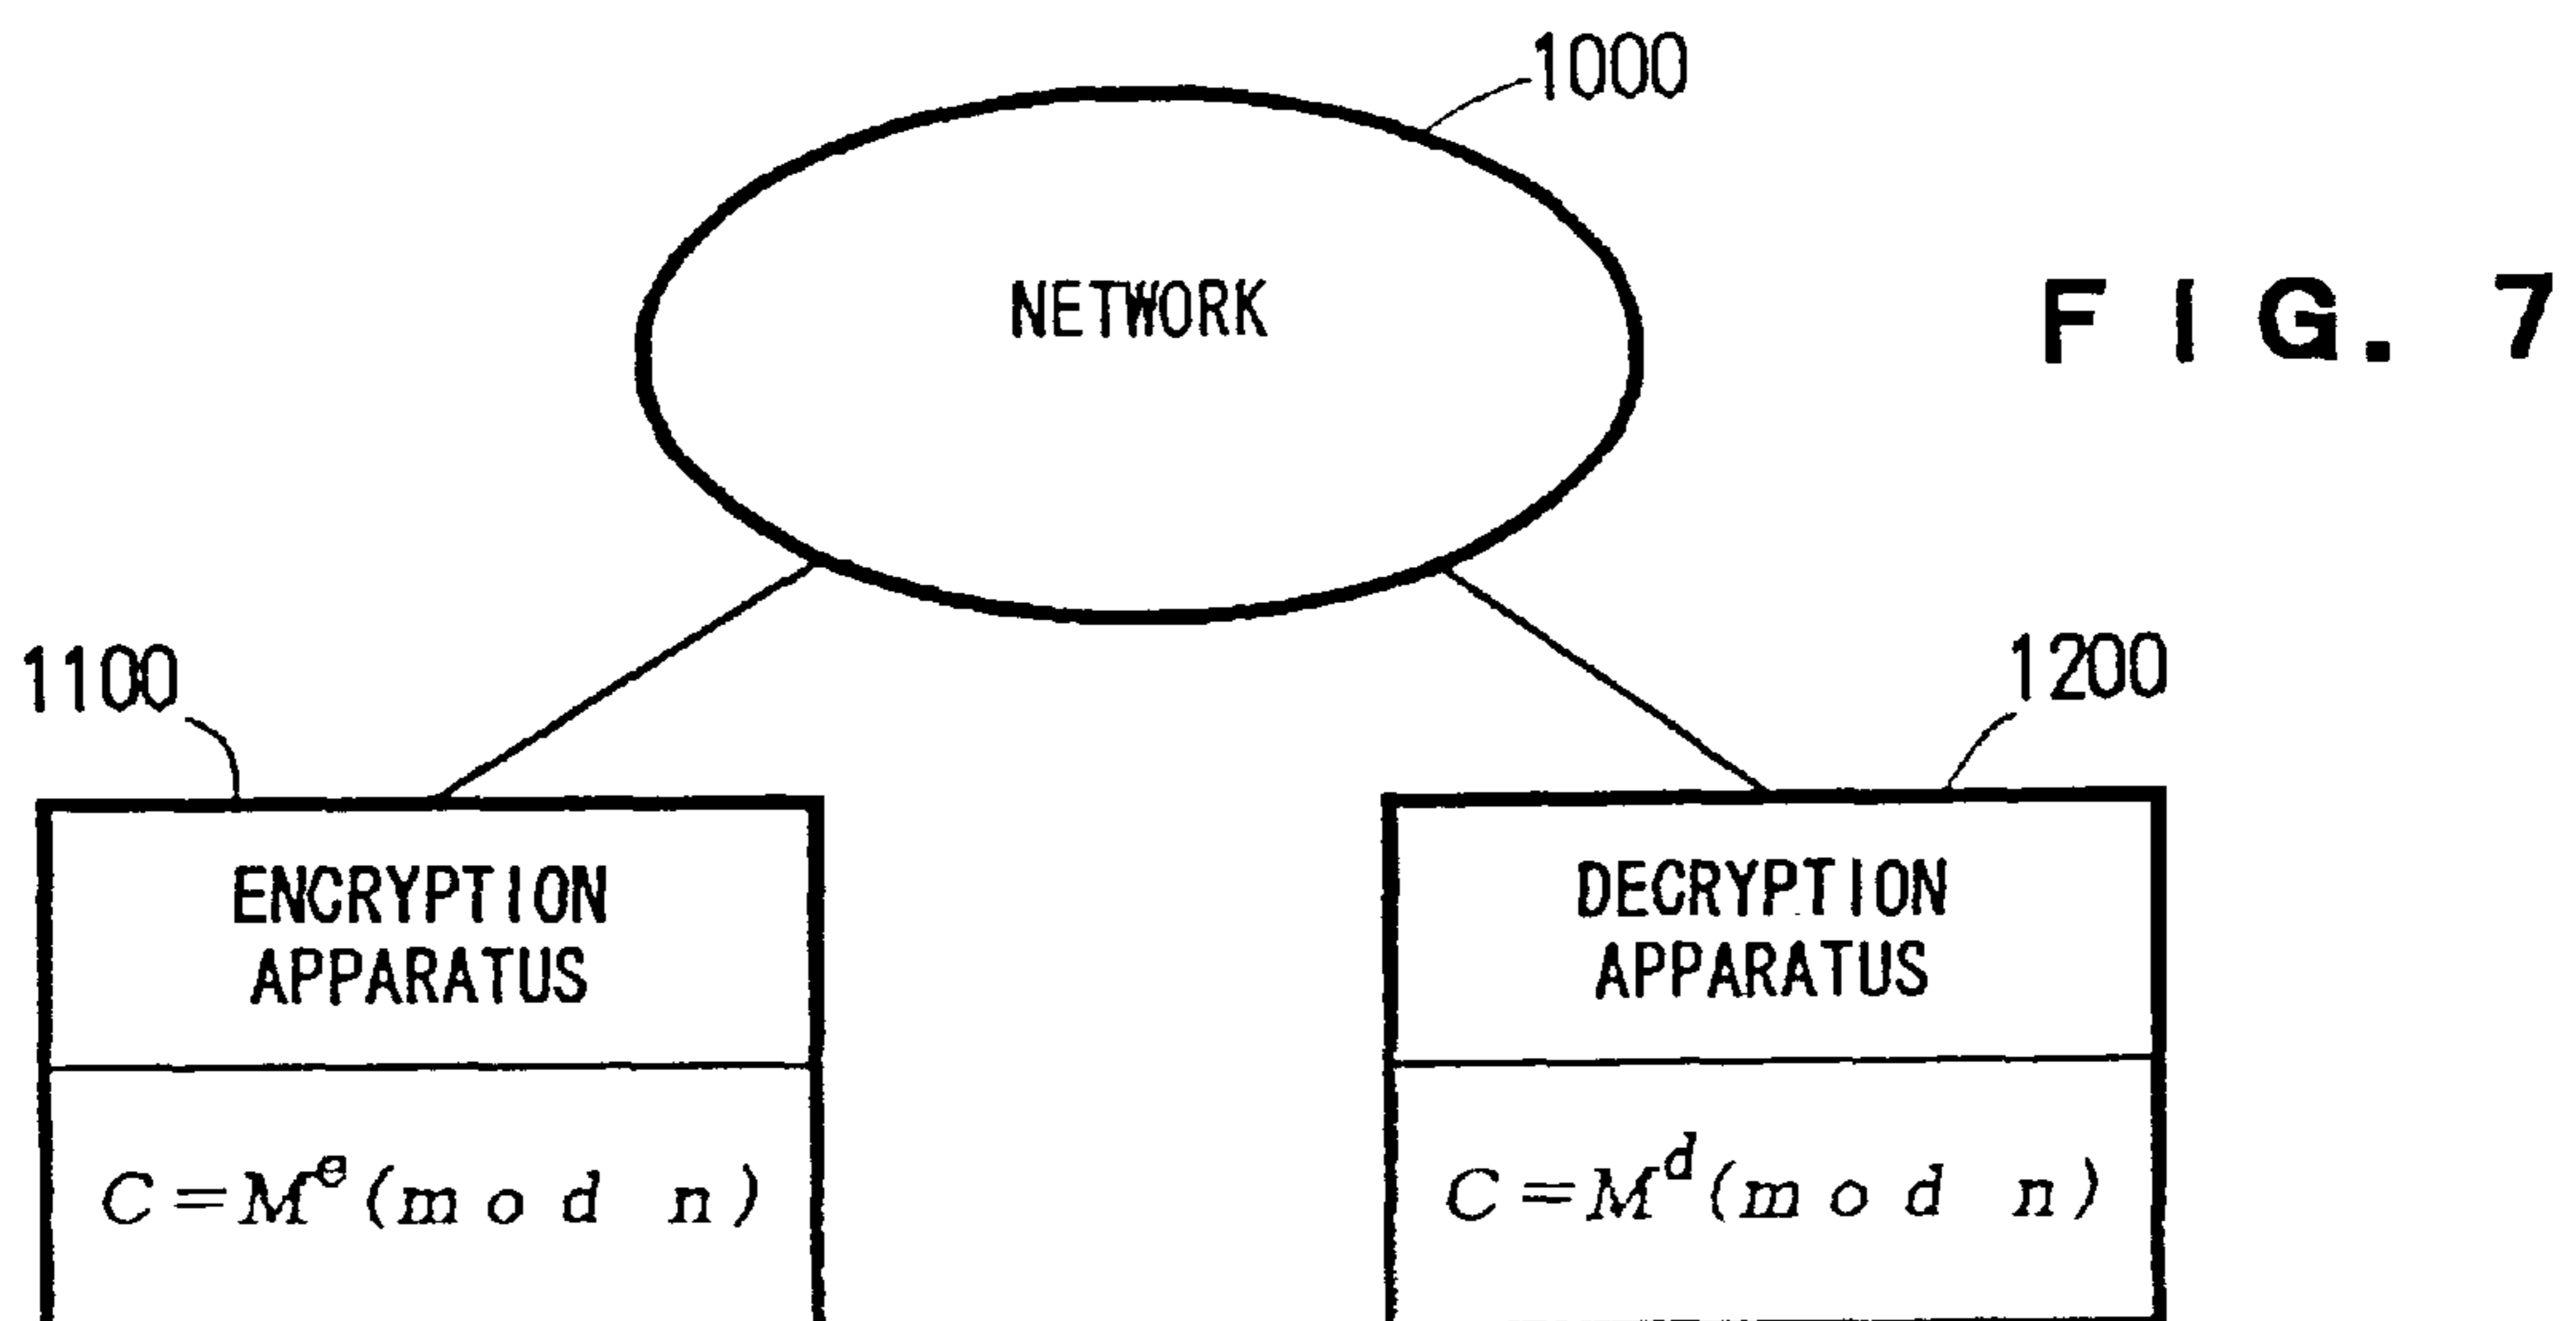 1000
NETWORK
FIG. 7
1100
1200
ENCRYPTION
APPARATUS
DECRYPTION
APPARATUS
C=M^e (mod n)
C=M^d (mod n)